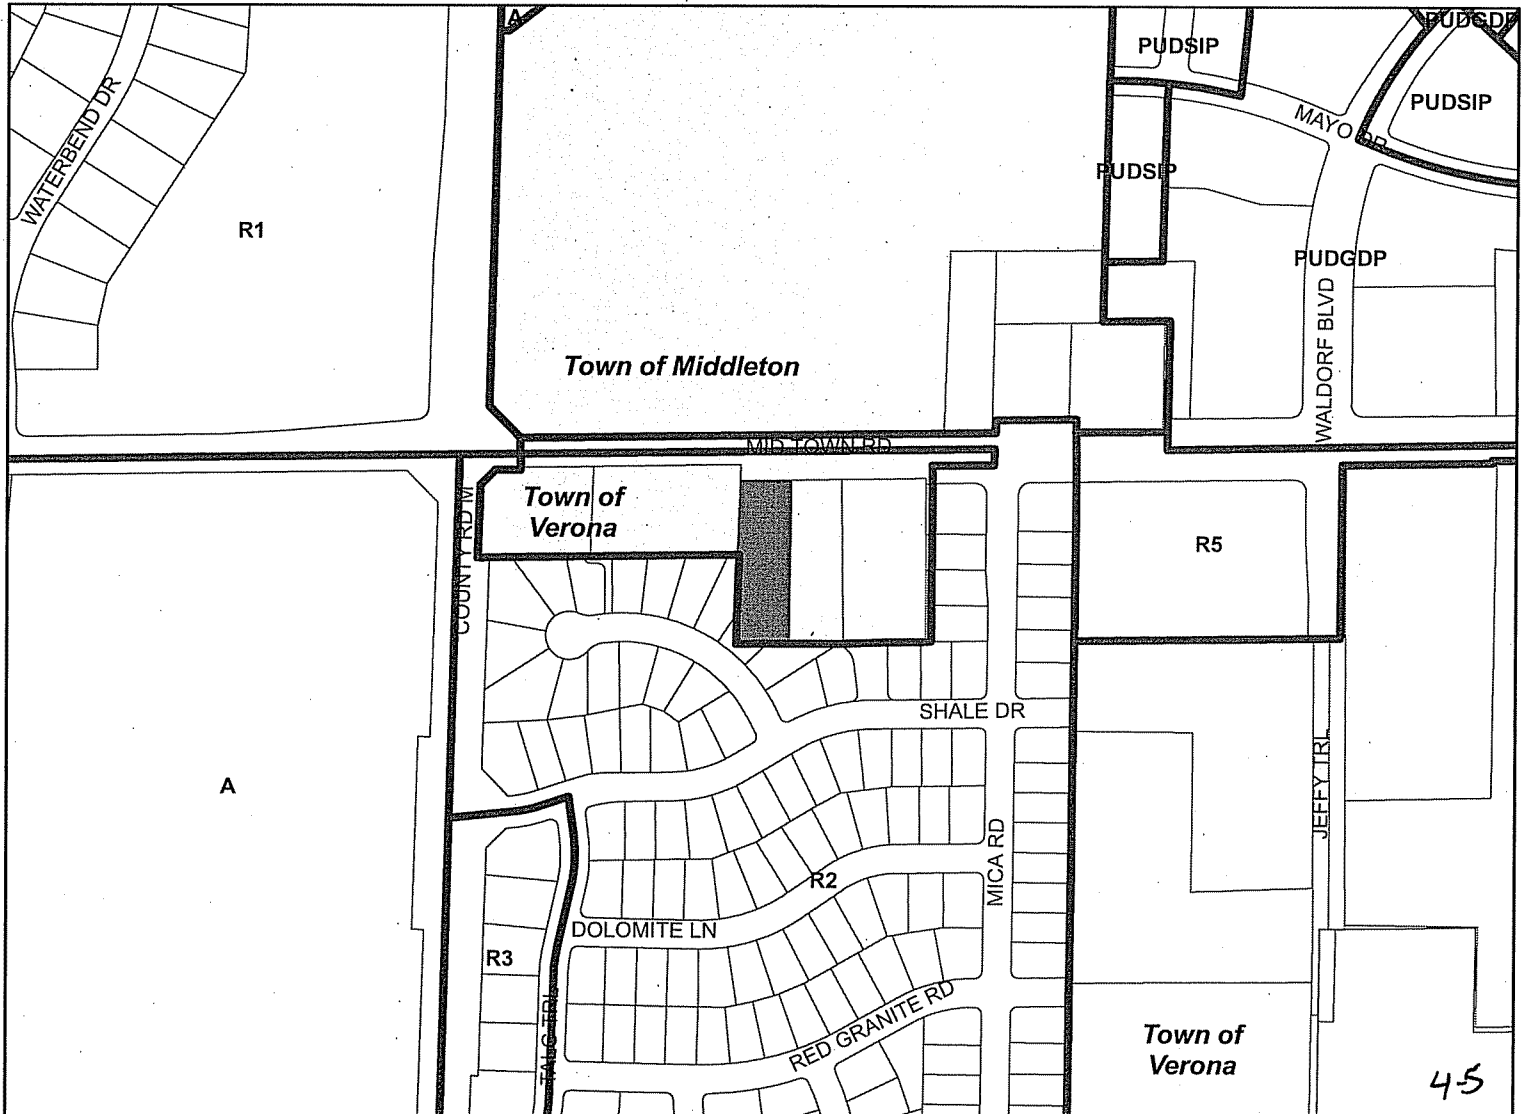 A
PUDGDP
PUDSIP
PUDSIP
MAYO DR
WATERBEND DR
PUDSIP
R1
PUDGDP
WALDORF BLVD
Town of Middleton
MID TOWN RD
COUNTY RD M
Town of
Verona
R5
SHALE DR
JEFFY TRL
A
MICA RD
R2
DOLOMITE LN
R3
RED GRANITE RD
TALC TRL
Town of
Verona
4-5